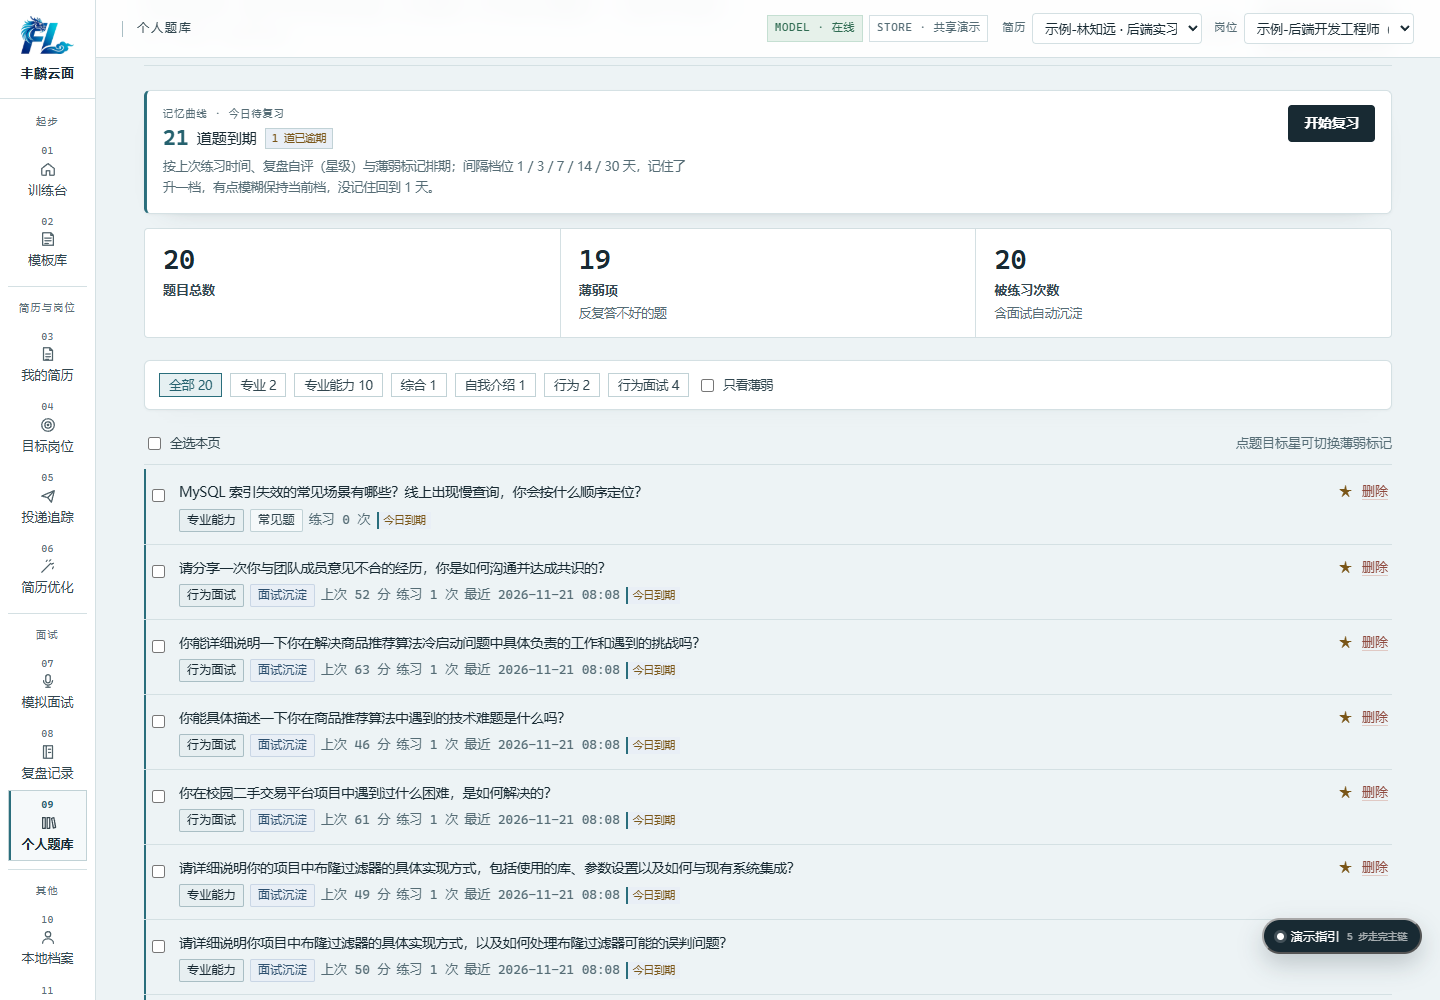 FL
丰麟云面
起步
01
训练台
02
模板库
简历与岗位
03
我的简历
04
目标岗位
05
投递追踪
06
简历优化
面试
07
模拟面试
08
复盘记录
09
个人题库
其他
10
本地档案
11
个人题库
MODEL · 在线
STORE · 共享演示
简历
示例-林知远 · 后端实习
岗位
示例-后端开发工程师（
记忆曲线 · 今日待复习
21 道题到期 1 道已逾期
按上次练习时间、复盘自评（星级）与薄弱标记排期；间隔档位 1 / 3 / 7 / 14 / 30 天，记住了
升一档，有点模糊保持当前档，没记住回到 1 天。
开始复习
20
题目总数
19
薄弱项
反复答不好的题
20
被练习次数
含面试自动沉淀
全部 20 专业 2 专业能力 10 综合 1 自我介绍 1 行为 2 行为面试 4 只看薄弱
全选本页
点题目标星可切换薄弱标记
MySQL 索引失效的常见场景有哪些？线上出现慢查询，你会按什么顺序定位？
★ 删除
专业能力 常见题 练习 0 次 今日到期
请分享一次你与团队成员意见不合的经历，你是如何沟通并达成共识的？
★ 删除
行为面试 面试沉淀 上次 52 分 练习 1 次 最近 2026-11-21 08:08 今日到期
你能详细说明一下你在解决商品推荐算法冷启动问题中具体负责的工作和遇到的挑战吗？
★ 删除
行为面试 面试沉淀 上次 63 分 练习 1 次 最近 2026-11-21 08:08 今日到期
你能具体描述一下你在商品推荐算法中遇到的技术难题是什么吗？
★ 删除
行为面试 面试沉淀 上次 46 分 练习 1 次 最近 2026-11-21 08:08 今日到期
你在校园二手交易平台项目中遇到过什么困难，是如何解决的？
★ 删除
行为面试 面试沉淀 上次 61 分 练习 1 次 最近 2026-11-21 08:08 今日到期
请详细说明你的项目中布隆过滤器的具体实现方式，包括使用的库、参数设置以及如何与现有系统集成？
★ 删除
专业能力 面试沉淀 上次 49 分 练习 1 次 最近 2026-11-21 08:08 今日到期
请详细说明你项目中布隆过滤器的具体实现方式，以及如何处理布隆过滤器可能的误判问题？
专业能力 面试沉淀 上次 50 分 练习 1 次 最近 2026-11-21 08:08 今日到期
演示指引 5 步走完主链